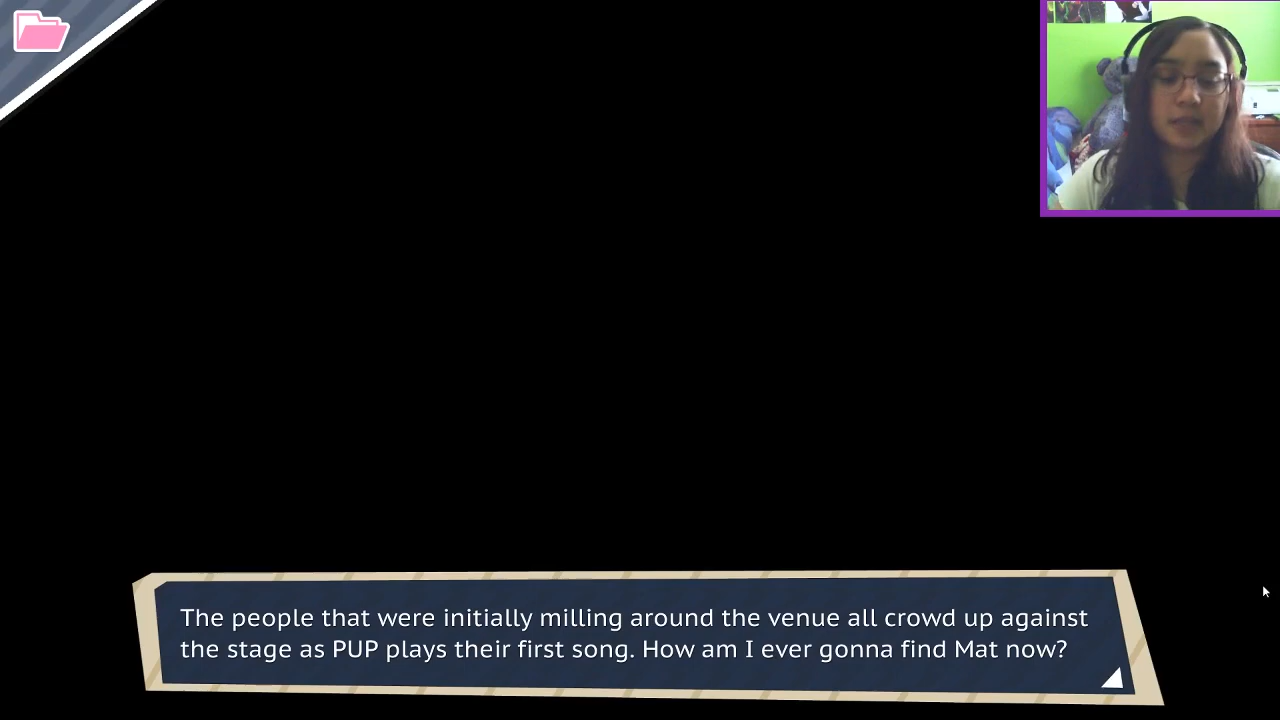 The people that were initially milling around the venue all crowd up against
the stage as PUP plays their first song. How am I ever gonna find Mat now?